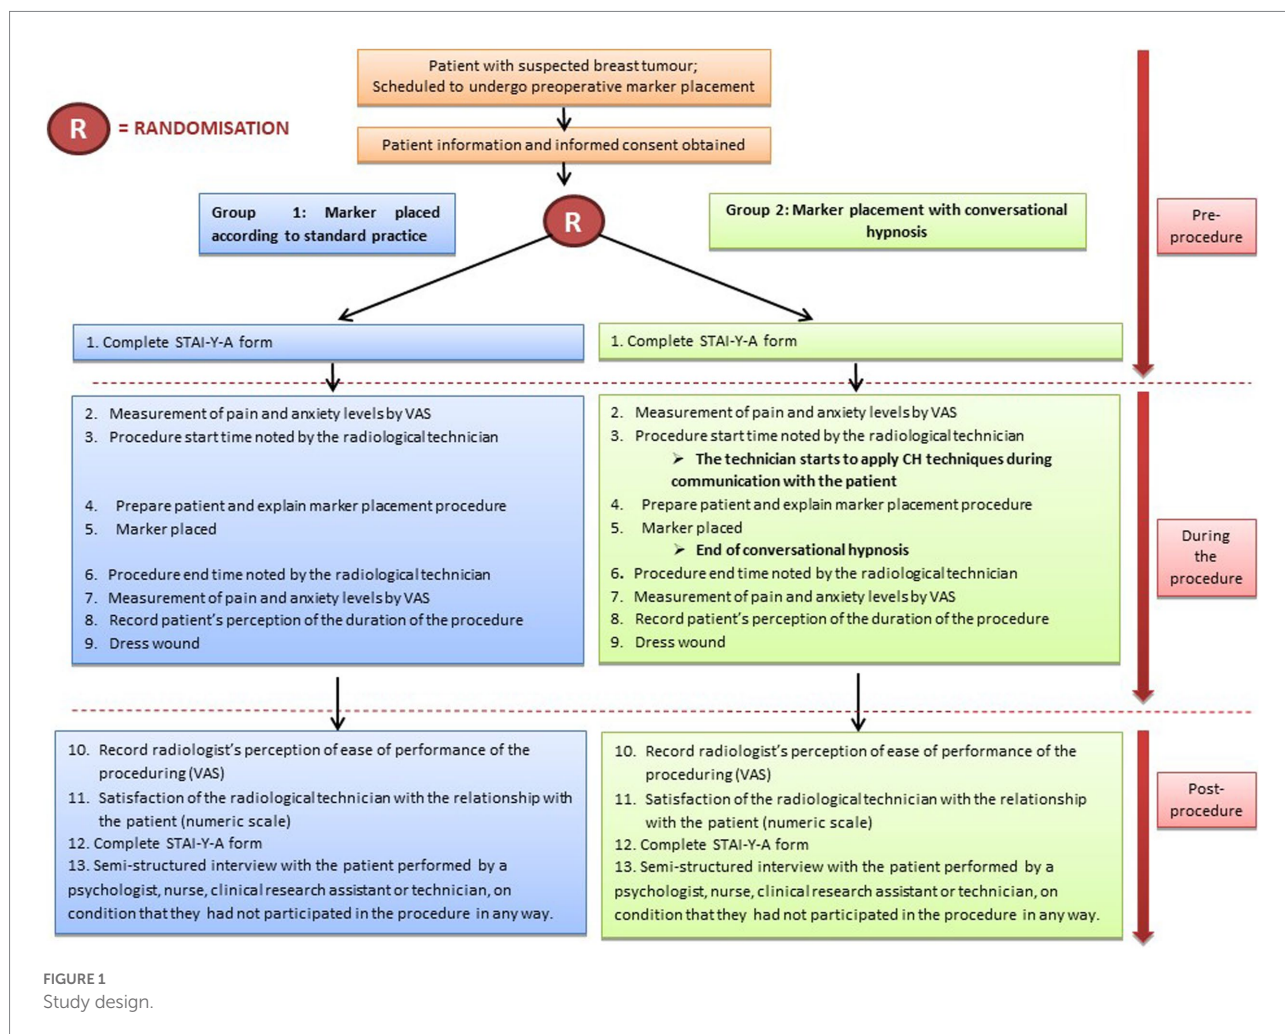 Patient with suspected breast tumour;
Scheduled to undergo preoperative marker placement
R
= RANDOMISATION
Patient information and informed consent obtained
R
Group 1: Marker placed
according to standard practice
Group 2: Marker placement with conversational
hypnosis
Pre-
procedure
1. Complete STAI-Y-A form
1. Complete STAI-Y-A form
2. Measurement of pain and anxiety levels by VAS
3. Procedure start time noted by the radiological technician
4. Prepare patient and explain marker placement procedure
5. Marker placed
6. Procedure end time noted by the radiological technician
7. Measurement of pain and anxiety levels by VAS
8. Record patient's perception of the duration of the procedure
9. Dress wound
2. Measurement of pain and anxiety levels by VAS
3. Procedure start time noted by the radiological technician
➢ The technician starts to apply CH techniques during
communication with the patient
4. Prepare patient and explain marker placement procedure
5. Marker placed
➢ End of conversational hypnosis
6. Procedure end time noted by the radiological technician
7. Measurement of pain and anxiety levels by VAS
8. Record patient's perception of the duration of the procedure
9. Dress wound
During
the
procedure
10. Record radiologist's perception of ease of performance of the
proceduring (VAS)
11. Satisfaction of the radiological technician with the relationship with
the patient (numeric scale)
12. Complete STAI-Y-A form
13. Semi-structured interview with the patient performed by a
psychologist, nurse, clinical research assistant or technician, on
condition that they had not participated in the procedure in any way.
10. Record radiologist's perception of ease of performance of the
proceduring (VAS)
11. Satisfaction of the radiological technician with the relationship
with the patient (numeric scale)
12. Complete STAI-Y-A form
13. Semi-structured interview with the patient performed by a
psychologist, nurse, clinical research assistant or technician, on
condition that they had not participated in the procedure in any way.
Post-
procedure
FIGURE 1
Study design.